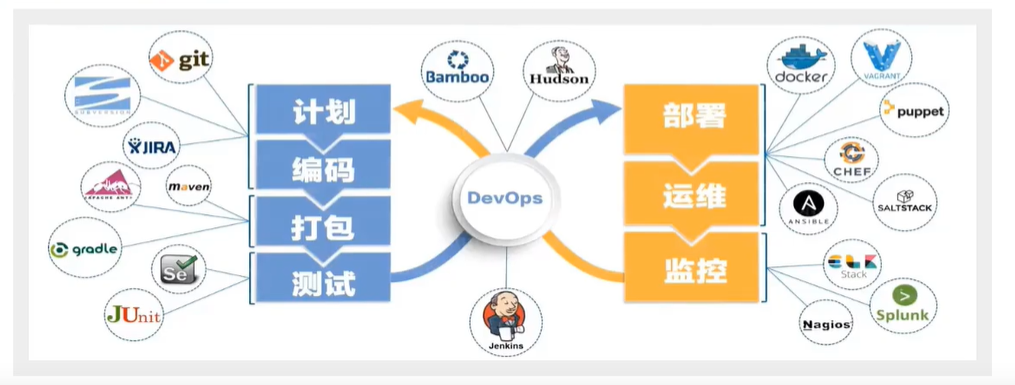 git
SUBVERSION
JIRA
APACHE ANT
maven
gradle
Se
JUnit
计划
编码
打包
测试
Bamboo
Hudson
DevOps
Jenkins
部署
运维
监控
docker
VAGRANT
puppet
CHEF
ANSIBLE
SALTSTACK
ELK
Stack
Splunk
Nagios